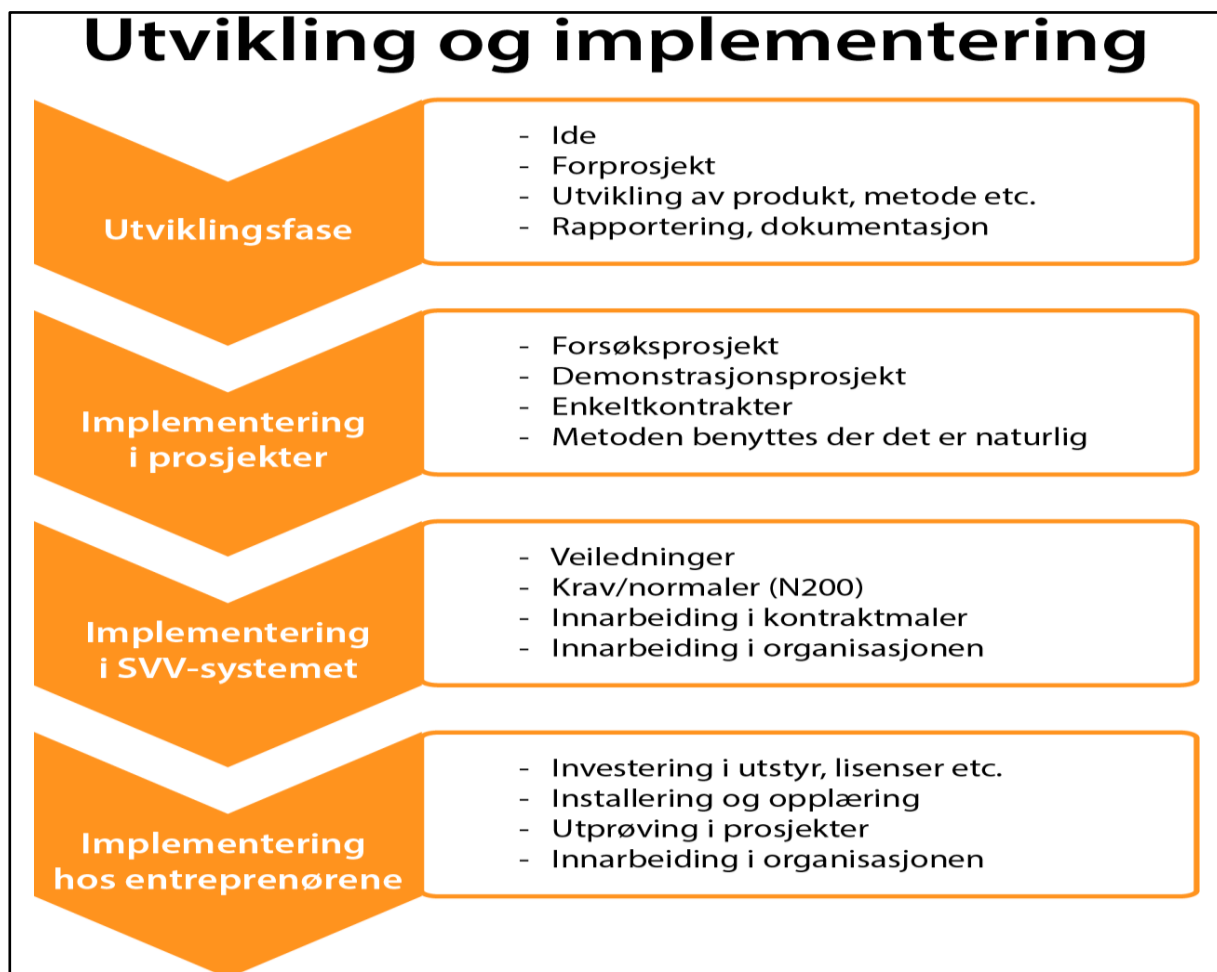 Utvikling og implementering
Utviklingsfase
- Ide
- Forprosjekt
- Utvikling av produkt, metode etc.
- Rapportering, dokumentasjon
Implementering
i prosjekter
- Forsøksprosjekt
- Demonstrasjonsprosjekt
- Enkeltkontrakter
- Metoden benyttes der det er naturlig
Implementering
i SVV-systemet
- Veiledninger
- Krav/normaler (N200)
- Innarbeiding i kontraktmaler
- Innarbeiding i organisasjonen
Implementering
hos entreprenørene
- Investering i utstyr, lisenser etc.
- Installering og opplæring
- Utprøving i prosjekter
- Innarbeiding i organisasjonen